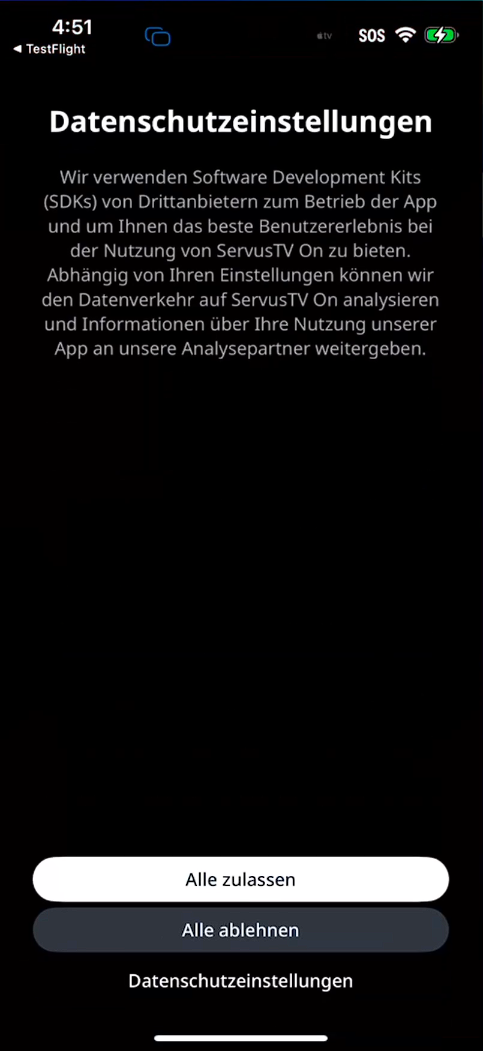 4:51
SOS
◀ TestFlight
tv
Datenschutzeinstellungen
Wir verwenden Software Development Kits
(SDKs) von Drittanbietern zum Betrieb der App
und um Ihnen das beste Benutzererlebnis bei
der Nutzung von ServusTV On zu bieten.
Abhängig von Ihren Einstellungen können wir
den Datenverkehr auf ServusTV On analysieren
und Informationen über Ihre Nutzung unserer
App an unsere Analysepartner weitergeben.
Alle zulassen
Alle ablehnen
Datenschutzeinstellungen